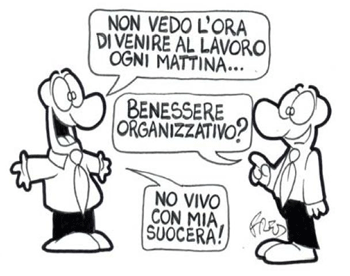 NON VEDO L'ORA
DI VENIRE AL LAVORO
OGNI MATTINA...
BENESSERE
ORGANIZZATIVO?
NO VIVO
CON MIA
SUOCERA!